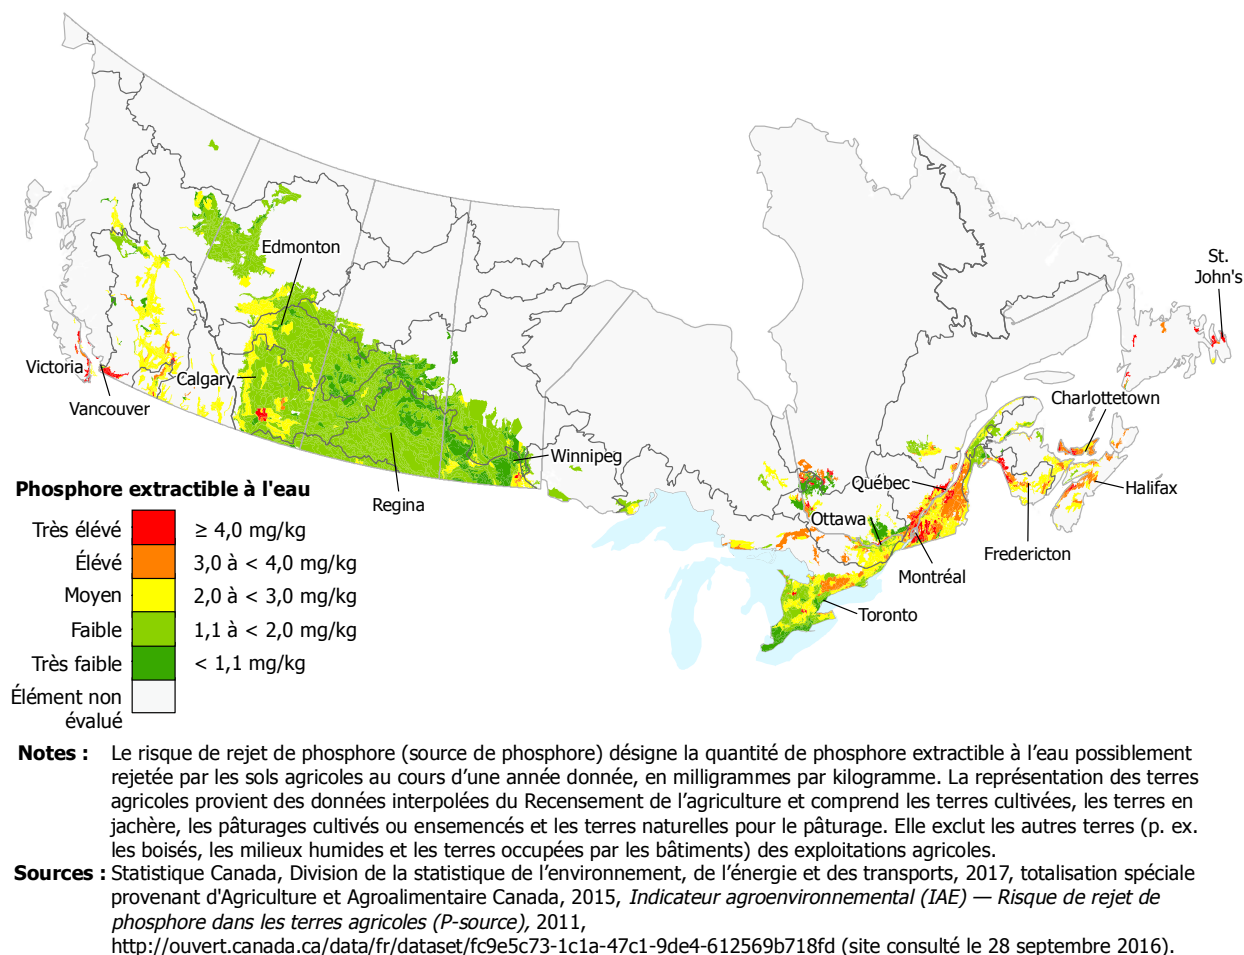 Edmonton
St.
John's
Victoria
Calgary
Charlottetown
Vancouver
Winnipeg
Québec
Halifax
Regina
Ottawa
Fredericton
Montréal
Toronto
Phosphore extractible à l'eau
Très élévé ≥ 4,0 mg/kg
Élévé 3,0 à < 4,0 mg/kg
Moyen 2,0 à < 3,0 mg/kg
Faible 1,1 à < 2,0 mg/kg
Très faible < 1,1 mg/kg
Élément non
évalué
Notes : Le risque de rejet de phosphore (source de phosphore) désigne la quantité de phosphore extractible à l’eau possiblement
rejetée par les sols agricoles au cours d’une année donnée, en milligrammes par kilogramme. La représentation des terres
agricoles provient des données interpolées du Recensement de l’agriculture et comprend les terres cultivées, les terres en
jachère, les pâturages cultivés ou ensemencés et les terres naturelles pour le pâturage. Elle exclut les autres terres (p. ex.
les boisés, les milieux humides et les terres occupées par les bâtiments) des exploitations agricoles.
Sources : Statistique Canada, Division de la statistique de l’environnement, de l’énergie et des transports, 2017, totalisation spéciale
provenant d'Agriculture et Agroalimentaire Canada, 2015, Indicateur agroenvironnemental (IAE) — Risque de rejet de
phosphore dans les terres agricoles (P-source), 2011,
http://ouvert.canada.ca/data/fr/dataset/fc9e5c73-1c1a-47c1-9de4-612569b718fd (site consulté le 28 septembre 2016).